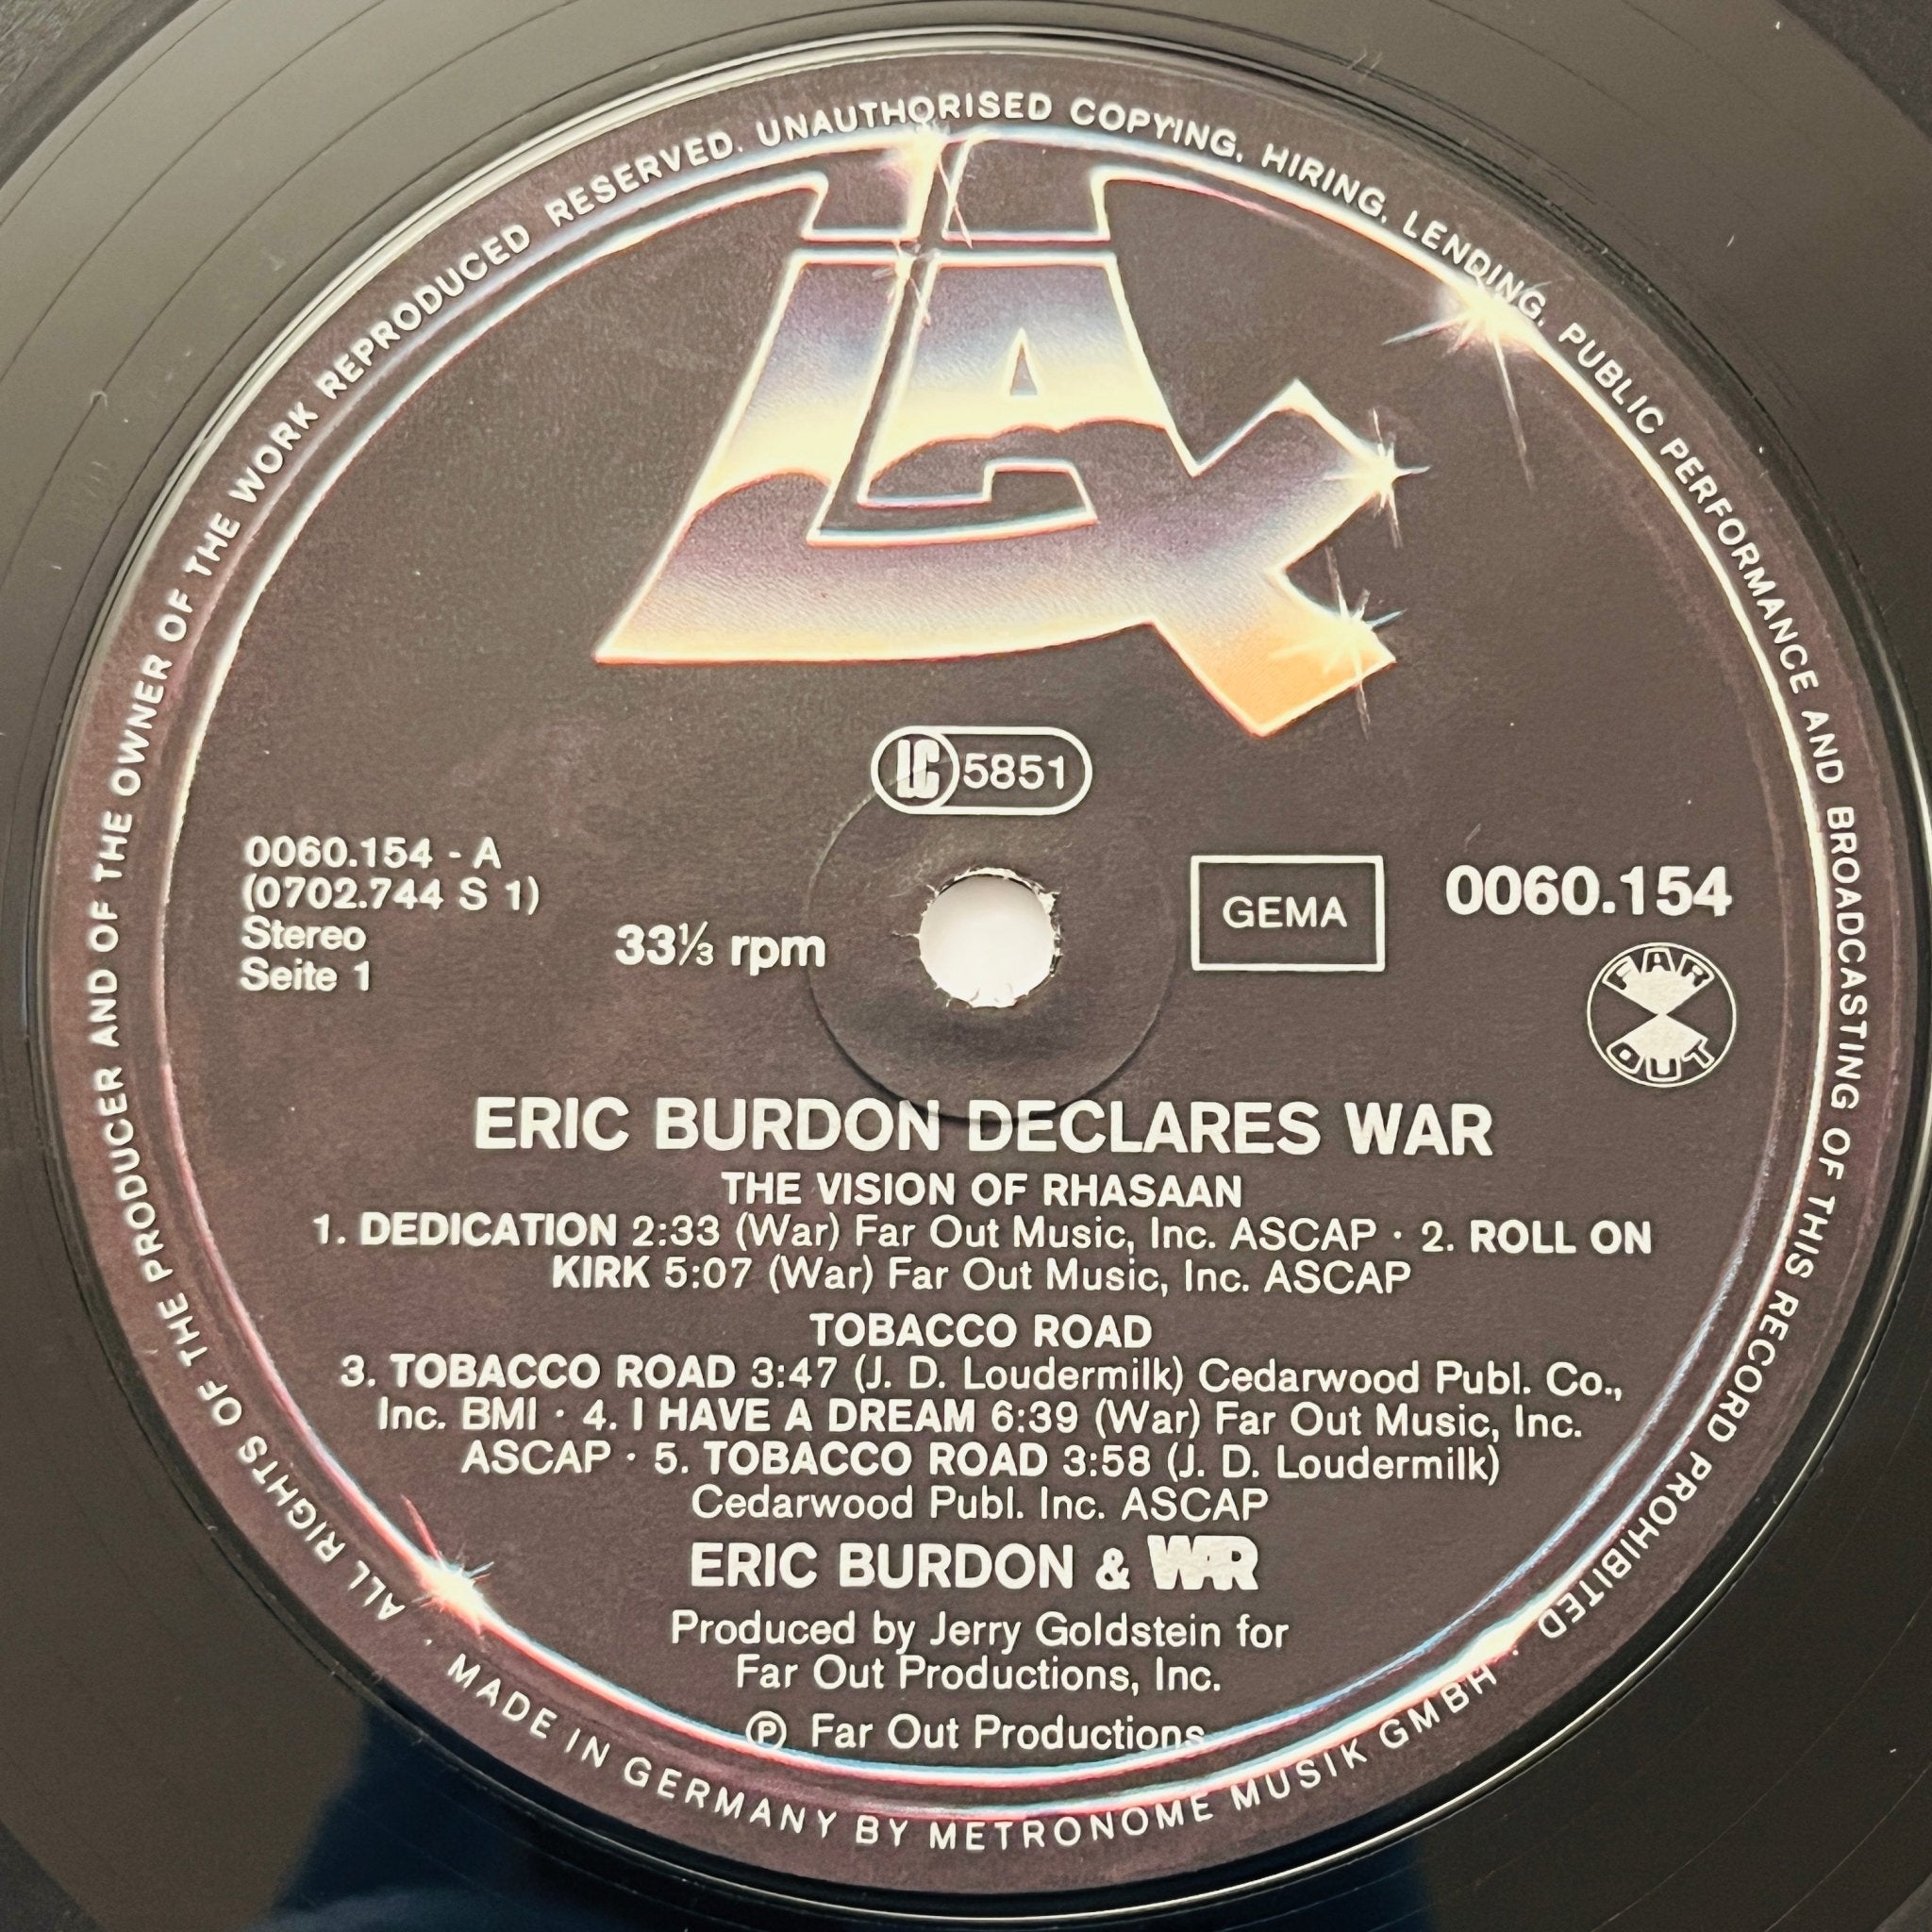 ALL RIGHTS OF THE PRODUCER AND OF THE OWNER OF THE WORK REPRODUCED RESERVED. UNAUTHORISED COPYING, HIRING, LENDING, PUBLIC PERFORMANCE AND BROADCASTING OF THIS RECORD PROHIBITED
LAX
LC 5851
0060.154 - A
(0702.744 S 1)
Stereo
Seite 1
33⅓ rpm
GEMA
0060.154
FAR
OUT
ERIC BURDON DECLARES WAR
THE VISION OF RHASAAN
1. DEDICATION 2:33 (War) Far Out Music, Inc. ASCAP · 2. ROLL ON
KIRK 5:07 (War) Far Out Music, Inc. ASCAP
TOBACCO ROAD
3. TOBACCO ROAD 3:47 (J. D. Loudermilk) Cedarwood Publ. Co.,
Inc. BMI · 4. I HAVE A DREAM 6:39 (War) Far Out Music, Inc.
ASCAP · 5. TOBACCO ROAD 3:58 (J. D. Loudermilk)
Cedarwood Publ. Inc. ASCAP
ERIC BURDON & WAR
Produced by Jerry Goldstein for
Far Out Productions, Inc.
℗ Far Out Productions
· MADE IN GERMANY BY METRONOME MUSIK GMBH ·